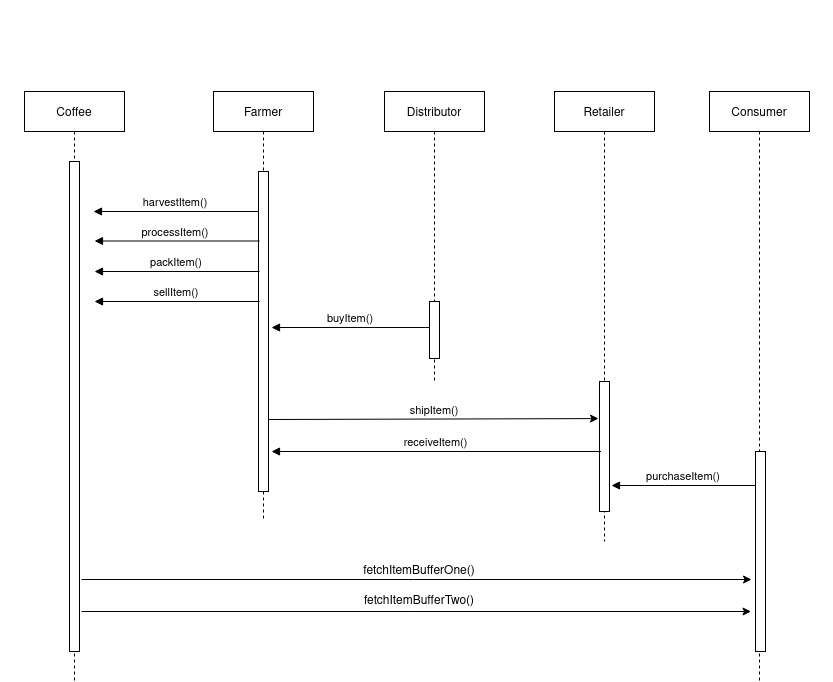 Coffee
Farmer
Distributor
Retailer
Consumer
harvestItem()
processItem()
packItem()
sellItem()
buyItem()
shipItem()
receiveItem()
purchaseItem()
fetchItemBufferOne()
fetchItemBufferTwo()